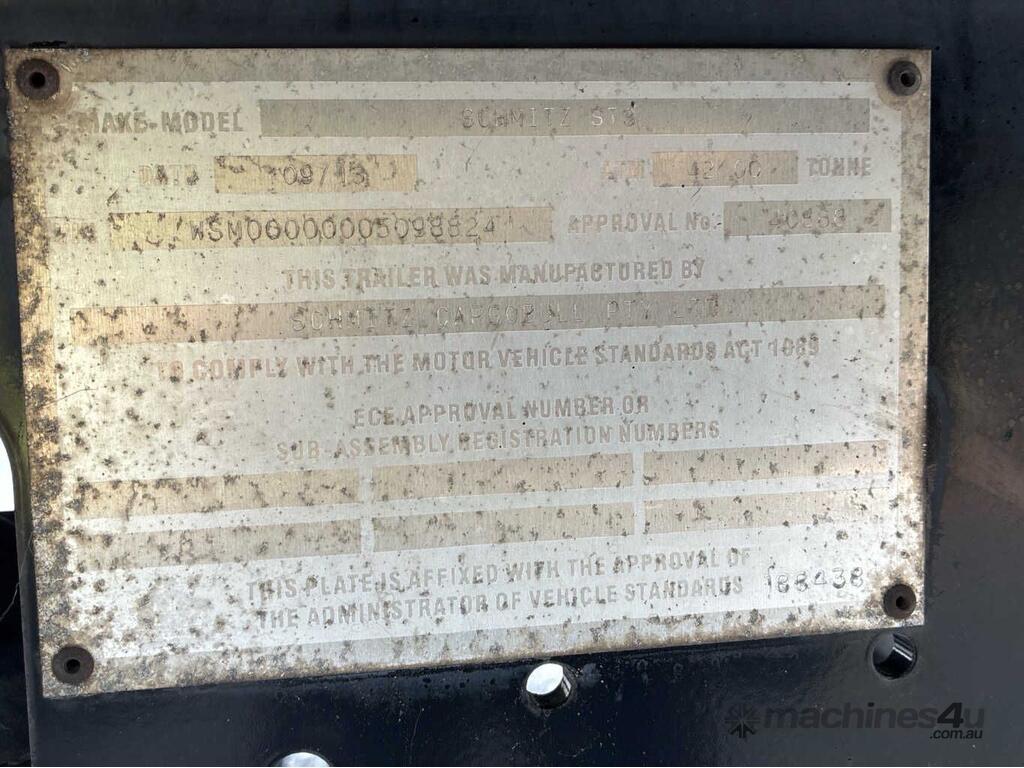 MAKE-MODEL SCHMITZ ST3
DATE 09/13 ATM 42.00 TONNE
WSM00000005098824 APPROVAL No.
THIS TRAILER WAS MANUFACTURED BY
SCHMITZ CARGOBULL PTY LTD
TO COMPLY WITH THE MOTOR VEHICLE STANDARDS ACT 1989
ECE APPROVAL NUMBER OR
SUB-ASSEMBLY REGISTRATION NUMBERS
THIS PLATE IS AFFIXED WITH THE APPROVAL OF
THE ADMINISTRATOR OF VEHICLE STANDARDS 188438
machines4u
.com.au